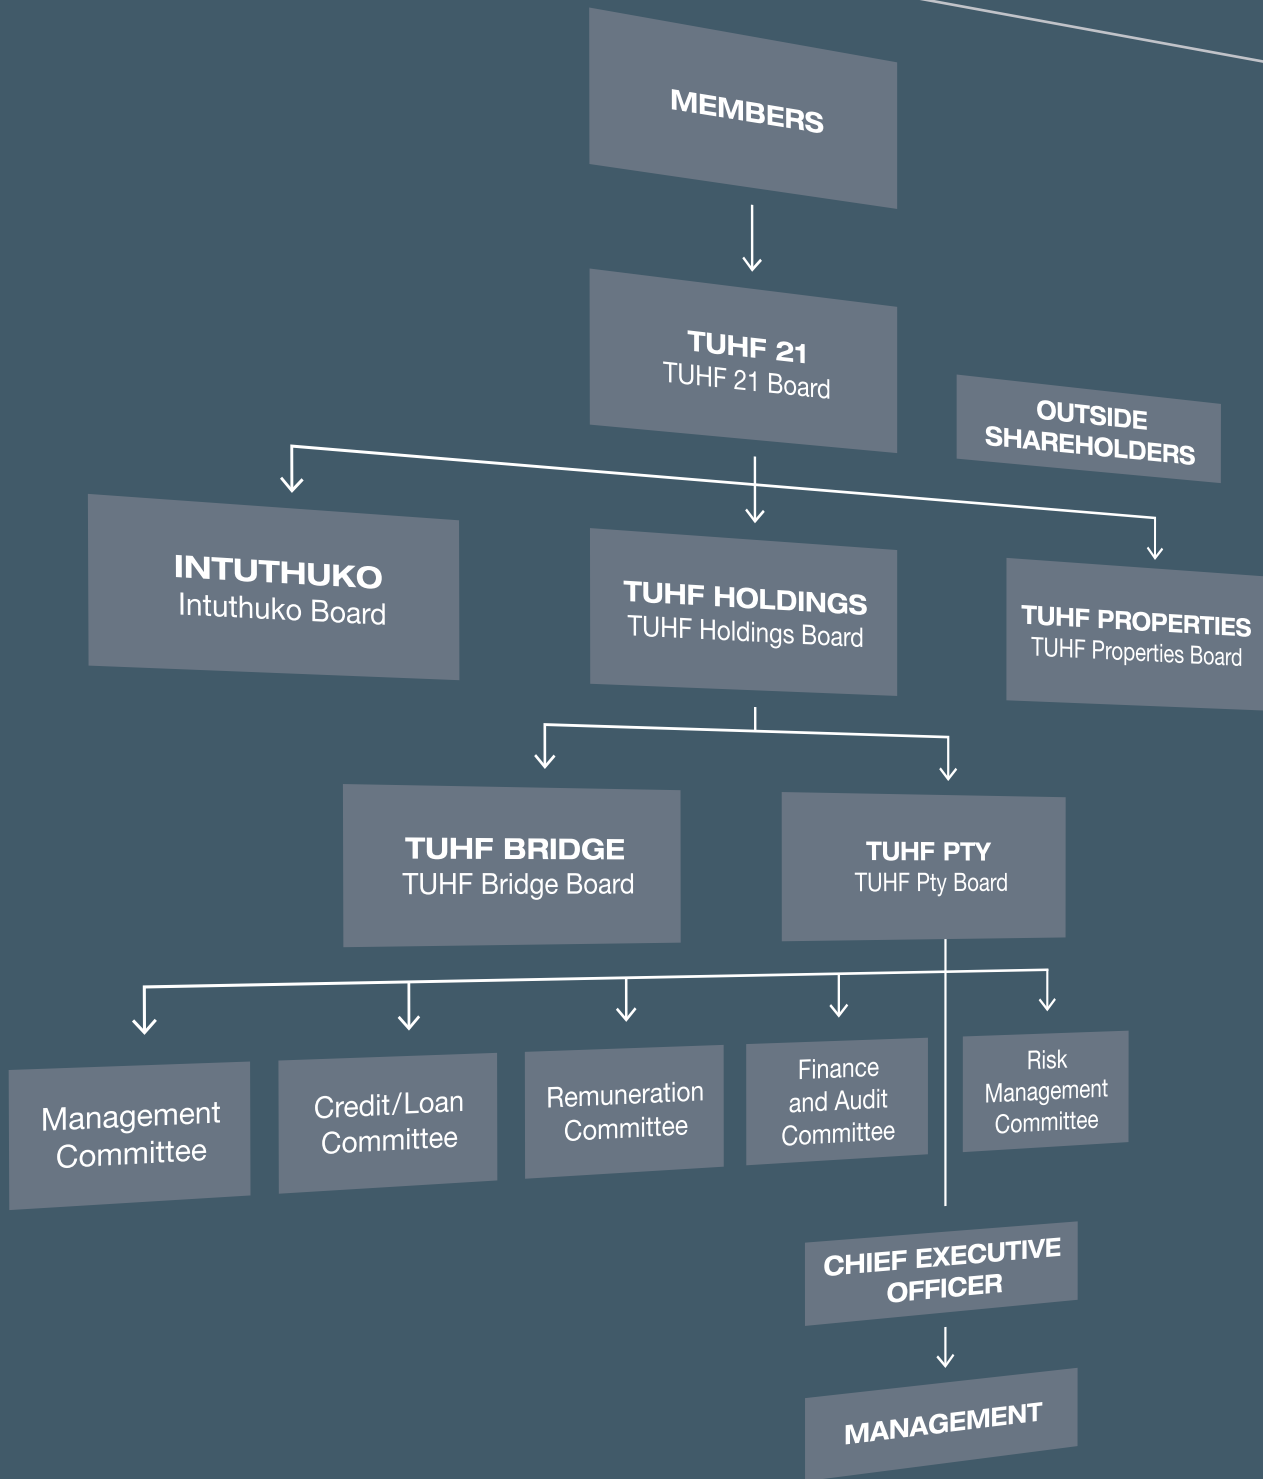 MEMBERS
TUHF 21
TUHF 21 Board
OUTSIDE
SHAREHOLDERS
INTUTHUKO
Intuthuko Board
TUHF HOLDINGS
TUHF Holdings Board
TUHF PROPERTIES
TUHF Properties Board
TUHF BRIDGE
TUHF Bridge Board
TUHF PTY
TUHF Pty Board
Management
Committee
Credit/Loan
Committee
Remuneration
Committee
Finance
and Audit
Committee
Risk
Management
Committee
CHIEF EXECUTIVE
OFFICER
MANAGEMENT